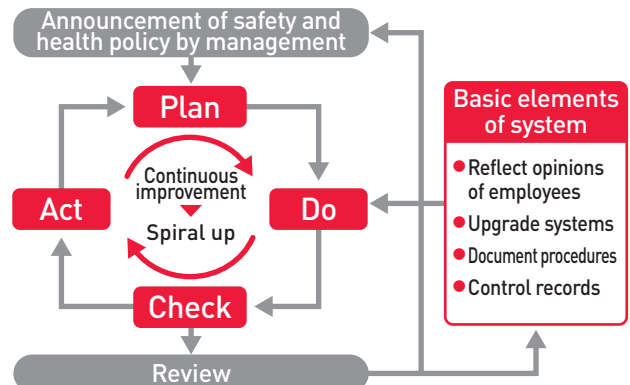 Announcement of safety and
health policy by management
Plan
Continuous
improvement
Spiral up
Act
Do
Check
Review
Basic elements
of system
● Reflect opinions
of employees
● Upgrade systems
● Document procedures
● Control records